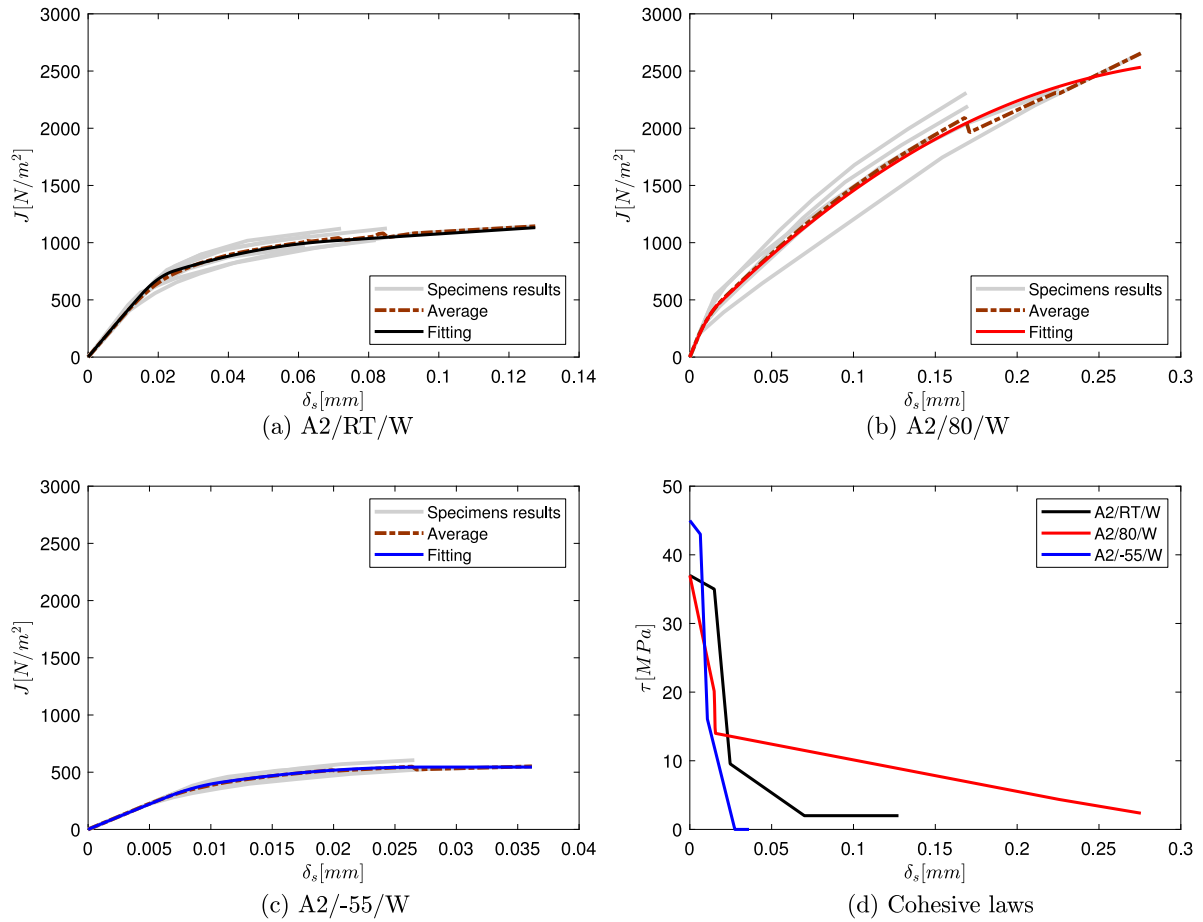 3000
2500
2000
1500
1000
500
0
J[N/m²]
Specimens results
Average
Fitting
0 0.02 0.04 0.06 0.08 0.1 0.12 0.14
δs[mm]
(a) A2/RT/W
3000
2500
2000
1500
1000
500
0
J[N/m²]
Specimens results
Average
Fitting
0 0.05 0.1 0.15 0.2 0.25 0.3
δs[mm]
(b) A2/80/W
3000
2500
2000
1500
1000
500
0
J[N/m²]
Specimens results
Average
Fitting
0 0.005 0.01 0.015 0.02 0.025 0.03 0.035 0.04
δs[mm]
(c) A2/-55/W
50
40
30
20
10
0
τ[MPa]
A2/RT/W
A2/80/W
A2/-55/W
0 0.05 0.1 0.15 0.2 0.25 0.3
δs[mm]
(d) Cohesive laws